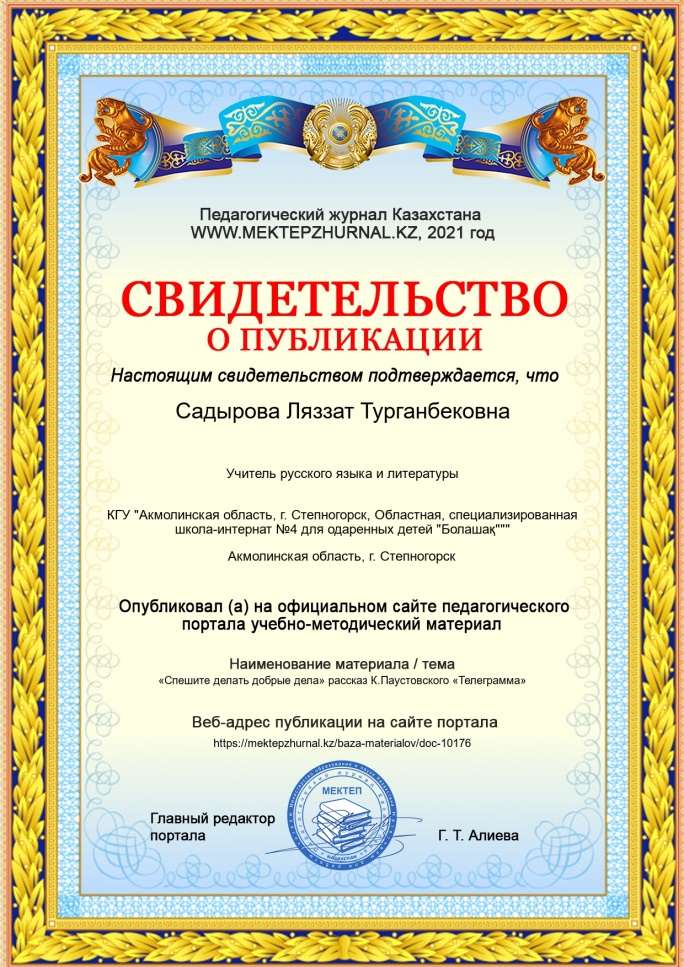 Педагогический журнал Казахстана
WWW.MEKTEPZHURNAL.KZ, 2021 год
СВИДЕТЕЛЬСТВО
О ПУБЛИКАЦИИ
Настоящим свидетельством подтверждается, что
Садырова Ляззат Турганбековна
Учитель русского языка и литературы
КГУ "Акмолинская область, г. Степногорск, Областная, специализированная
школа-интернат №4 для одаренных детей "Болашақ"""
Акмолинская область, г. Степногорск
Опубликовал (а) на официальном сайте педагогического
портала учебно-методический материал
Наименование материала / тема
«Спешите делать добрые дела» рассказ К.Паустовского «Телеграмма»
Веб-адрес публикации на сайте портала
https://mektepzhurnal.kz/baza-materialov/doc-10176
МЕКТЕП
Главный редактор
портала
Г. Т. Алиева